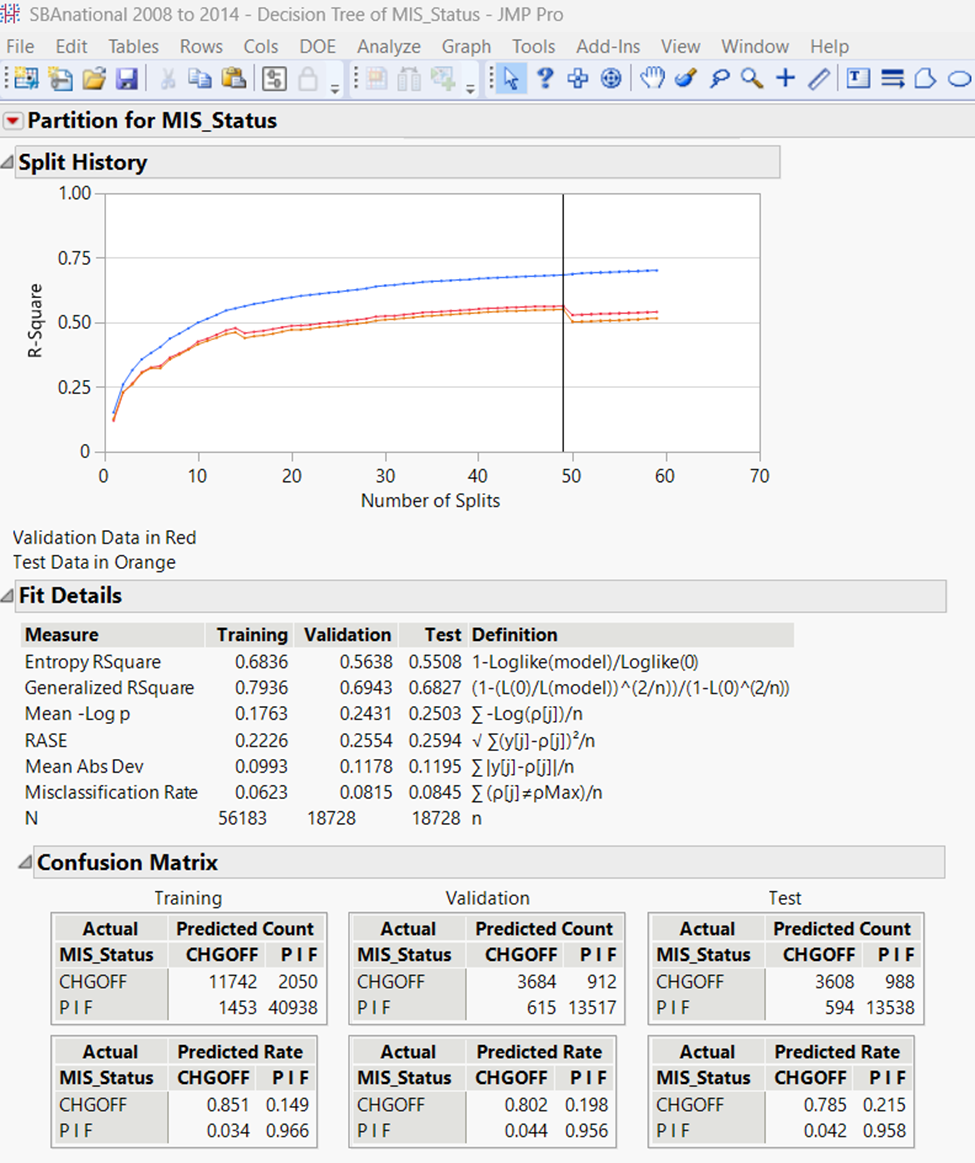 SBAnational 2008 to 2014 - Decision Tree of MIS_Status - JMP Pro
File Edit Tables Rows Cols DOE Analyze Graph Tools Add-Ins View Window Help
Partition for MIS_Status
Split History
1.00
0.75
0.50
0.25
0
R-Square
0 10 20 30 40 50 60 70
Number of Splits
Validation Data in Red
Test Data in Orange
Fit Details
Measure Training Validation Test Definition
Entropy RSquare 0.6836 0.5638 0.5508 1-Loglike(model)/Loglike(0)
Generalized RSquare 0.7936 0.6943 0.6827 (1-(L(0)/L(model))^(2/n))/(1-L(0)^(2/n))
Mean -Log p 0.1763 0.2431 0.2503 ∑ -Log(ρ[j])/n
RASE 0.2226 0.2554 0.2594 √ ∑(y[j]-ρ[j])²/n
Mean Abs Dev 0.0993 0.1178 0.1195 ∑ |y[j]-ρ[j]|/n
Misclassification Rate 0.0623 0.0815 0.0845 ∑ (ρ[j]≠ρMax)/n
N 56183 18728 18728 n
Confusion Matrix
Training Validation Test
Actual Predicted Count Actual Predicted Count Actual Predicted Count
MIS_Status CHGOFF P I F MIS_Status CHGOFF P I F MIS_Status CHGOFF P I F
CHGOFF 11742 2050 CHGOFF 3684 912 CHGOFF 3608 988
P I F 1453 40938 P I F 615 13517 P I F 594 13538
Actual Predicted Rate Actual Predicted Rate Actual Predicted Rate
MIS_Status CHGOFF P I F MIS_Status CHGOFF P I F MIS_Status CHGOFF P I F
CHGOFF 0.851 0.149 CHGOFF 0.802 0.198 CHGOFF 0.785 0.215
P I F 0.034 0.966 P I F 0.044 0.956 P I F 0.042 0.958